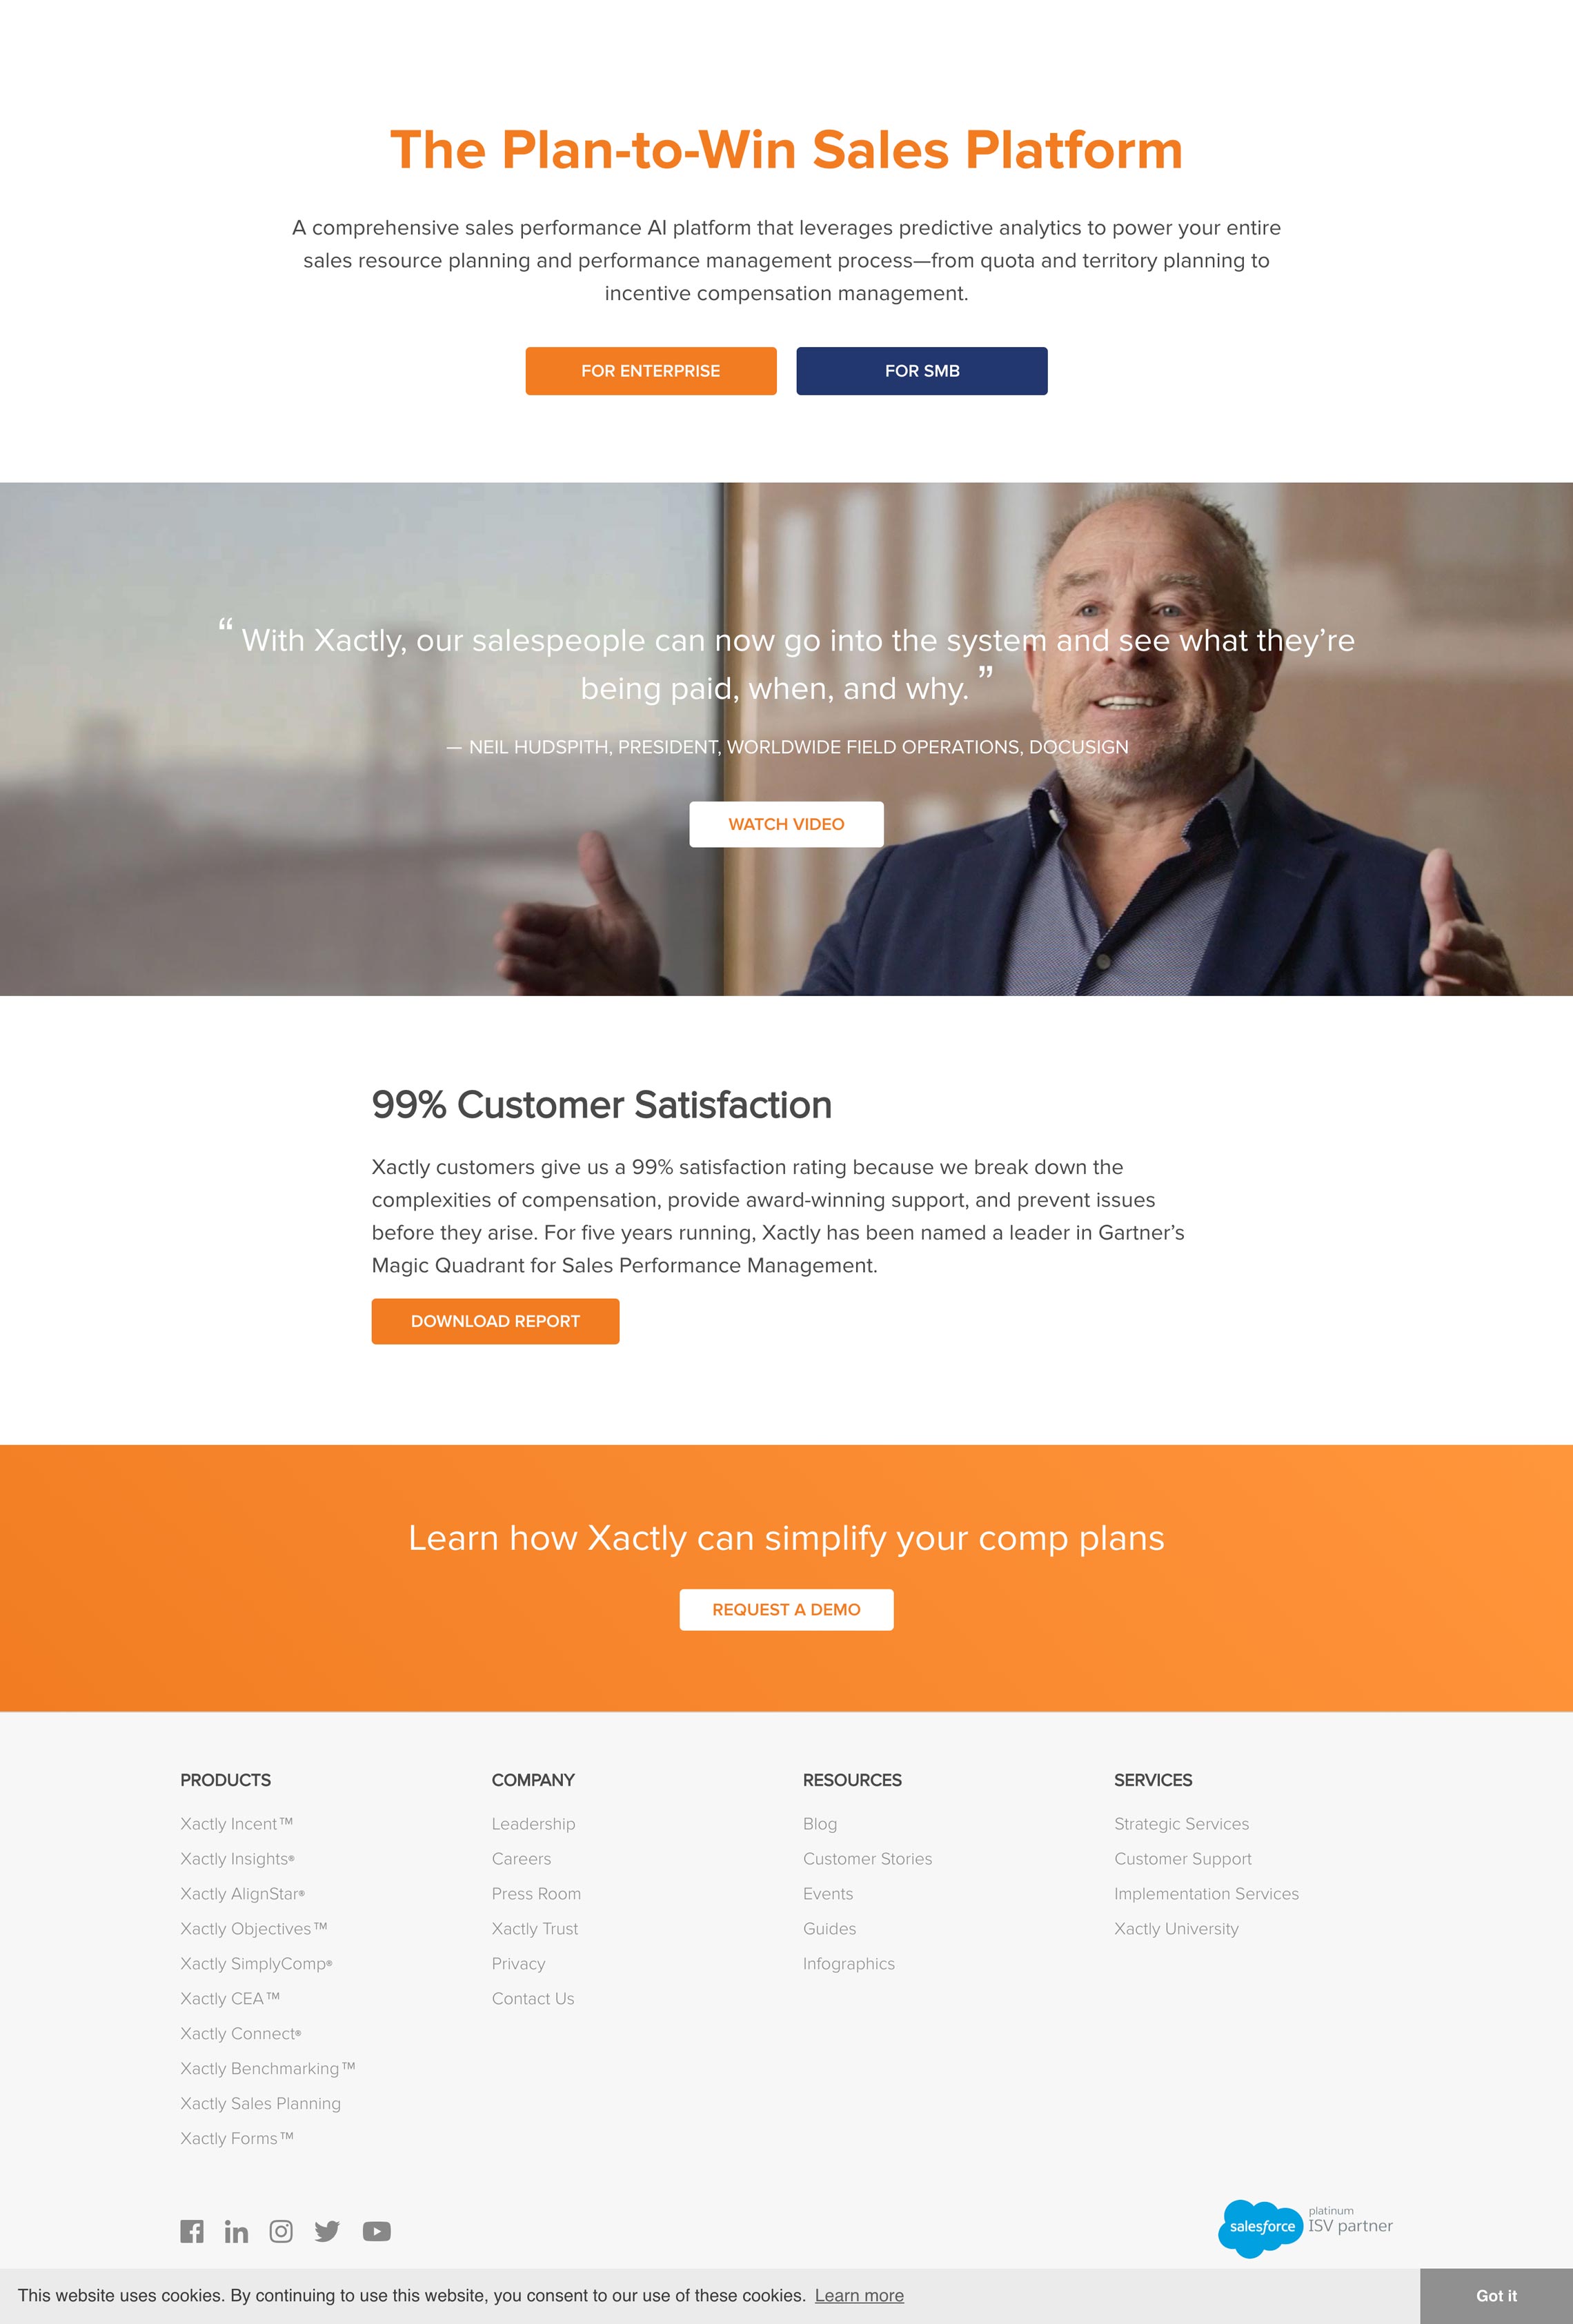 The Plan-to-Win Sales Platform
A comprehensive sales performance AI platform that leverages predictive analytics to power your entire
sales resource planning and performance management process—from quota and territory planning to
incentive compensation management.
FOR ENTERPRISE
FOR SMB
“ With Xactly, our salespeople can now go into the system and see what they’re
being paid, when, and why. ”
— NEIL HUDSPITH, PRESIDENT, WORLDWIDE FIELD OPERATIONS, DOCUSIGN
WATCH VIDEO
99% Customer Satisfaction
Xactly customers give us a 99% satisfaction rating because we break down the
complexities of compensation, provide award-winning support, and prevent issues
before they arise. For five years running, Xactly has been named a leader in Gartner’s
Magic Quadrant for Sales Performance Management.
DOWNLOAD REPORT
Learn how Xactly can simplify your comp plans
REQUEST A DEMO
PRODUCTS
Xactly Incent™
Xactly Insights®
Xactly AlignStar®
Xactly Objectives™
Xactly SimplyComp®
Xactly CEA™
Xactly Connect®
Xactly Benchmarking™
Xactly Sales Planning
Xactly Forms™
COMPANY
Leadership
Careers
Press Room
Xactly Trust
Privacy
Contact Us
RESOURCES
Blog
Customer Stories
Events
Guides
Infographics
SERVICES
Strategic Services
Customer Support
Implementation Services
Xactly University
salesforce
platinum
ISV partner
This website uses cookies. By continuing to use this website, you consent to our use of these cookies. Learn more
Got it